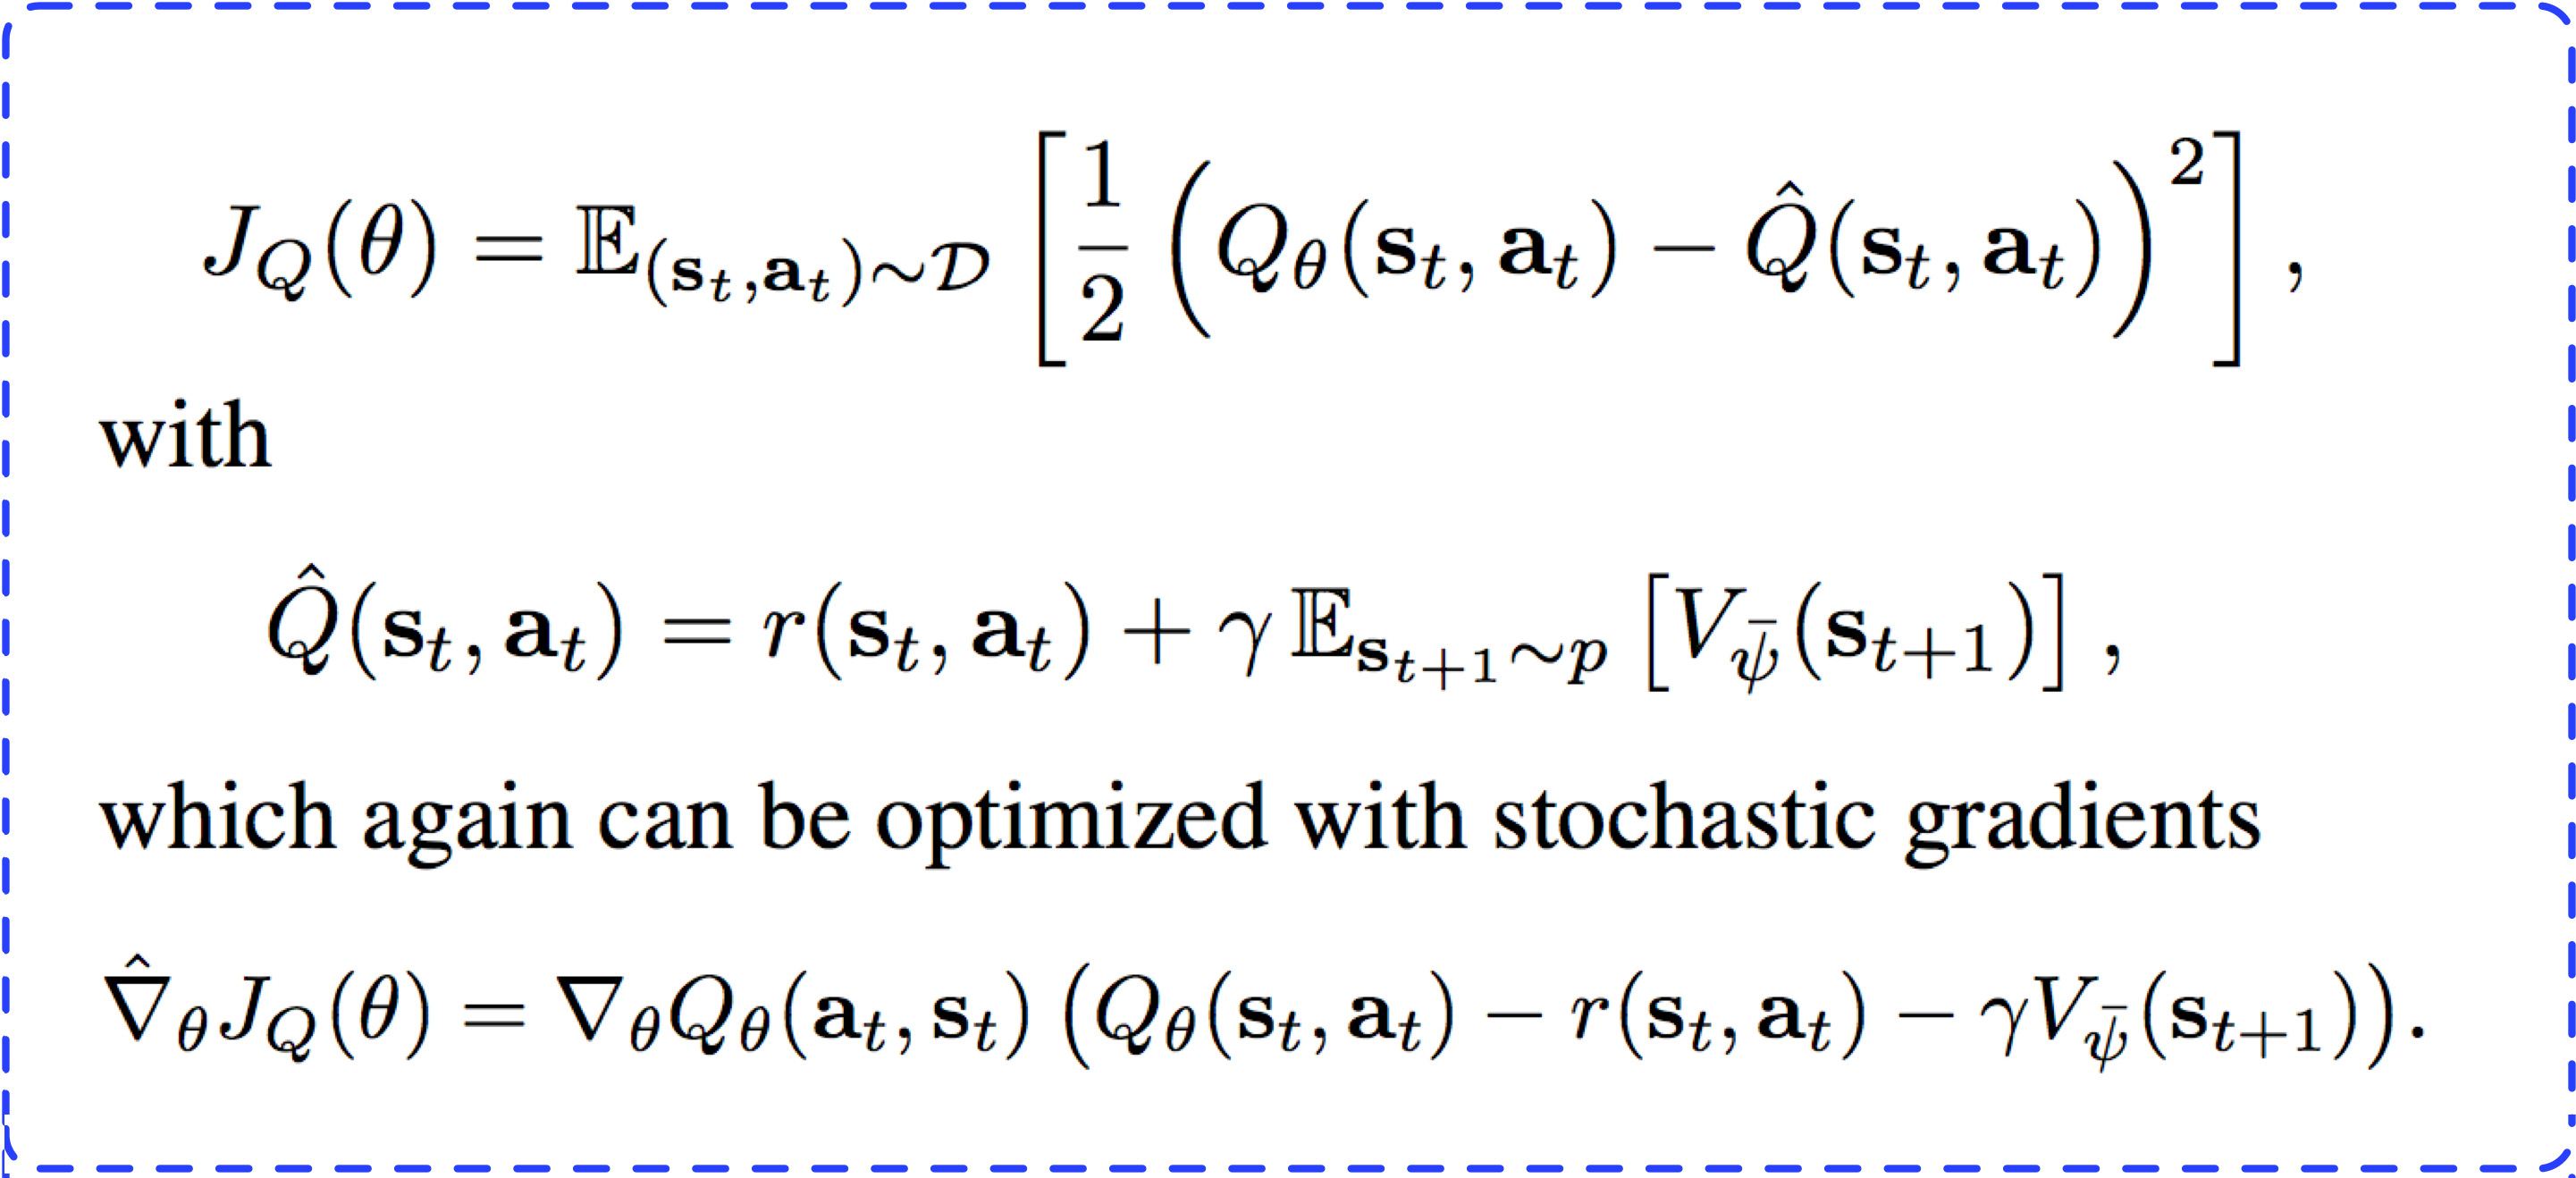 $J_Q(\theta) = \mathbb{E}_{(\mathbf{s}_t,\mathbf{a}_t)\sim\mathcal{D}} \left[ \frac{1}{2} \left( Q_\theta(\mathbf{s}_t, \mathbf{a}_t) - \hat{Q}(\mathbf{s}_t, \mathbf{a}_t) \right)^2 \right],$
with
$\hat{Q}(\mathbf{s}_t, \mathbf{a}_t) = r(\mathbf{s}_t, \mathbf{a}_t) + \gamma \, \mathbb{E}_{\mathbf{s}_{t+1}\sim p} \left[ V_{\bar{\psi}}(\mathbf{s}_{t+1}) \right],$
which again can be optimized with stochastic gradients
$\hat{\nabla}_\theta J_Q(\theta) = \nabla_\theta Q_\theta(\mathbf{a}_t, \mathbf{s}_t) \left( Q_\theta(\mathbf{s}_t, \mathbf{a}_t) - r(\mathbf{s}_t, \mathbf{a}_t) - \gamma V_{\bar{\psi}}(\mathbf{s}_{t+1}) \right).$